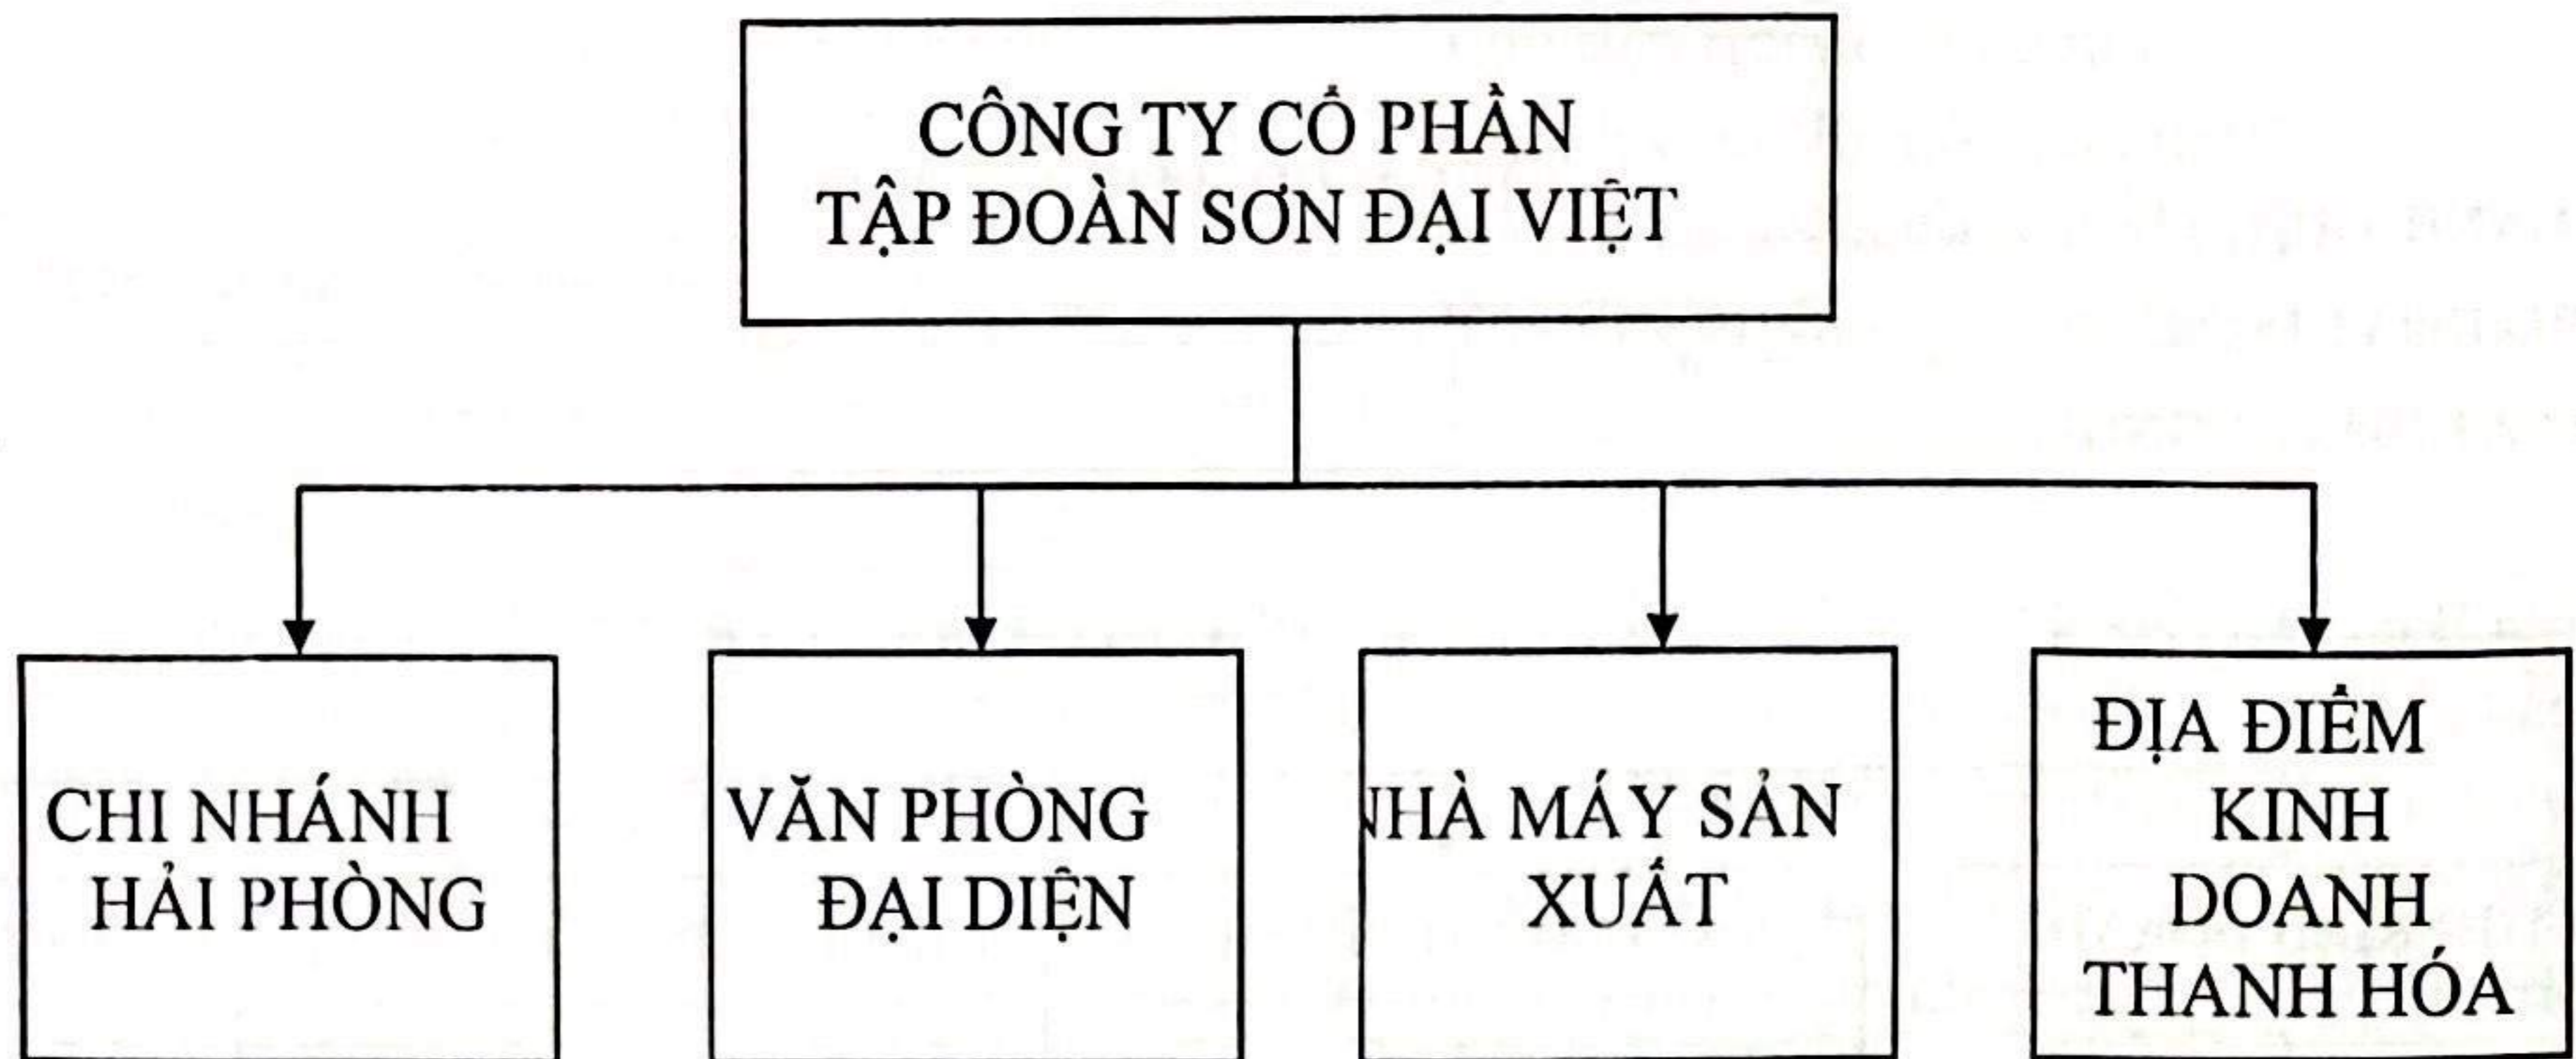 CÔNG TY CỔ PHẦN
TẬP ĐOÀN SƠN ĐẠI VIỆT
CHI NHÁNH
HẢI PHÒNG
VĂN PHÒNG
ĐẠI DIỆN
NHÀ MÁY SẢN
XUẤT
ĐỊA ĐIỂM
KINH
DOANH
THANH HÓA